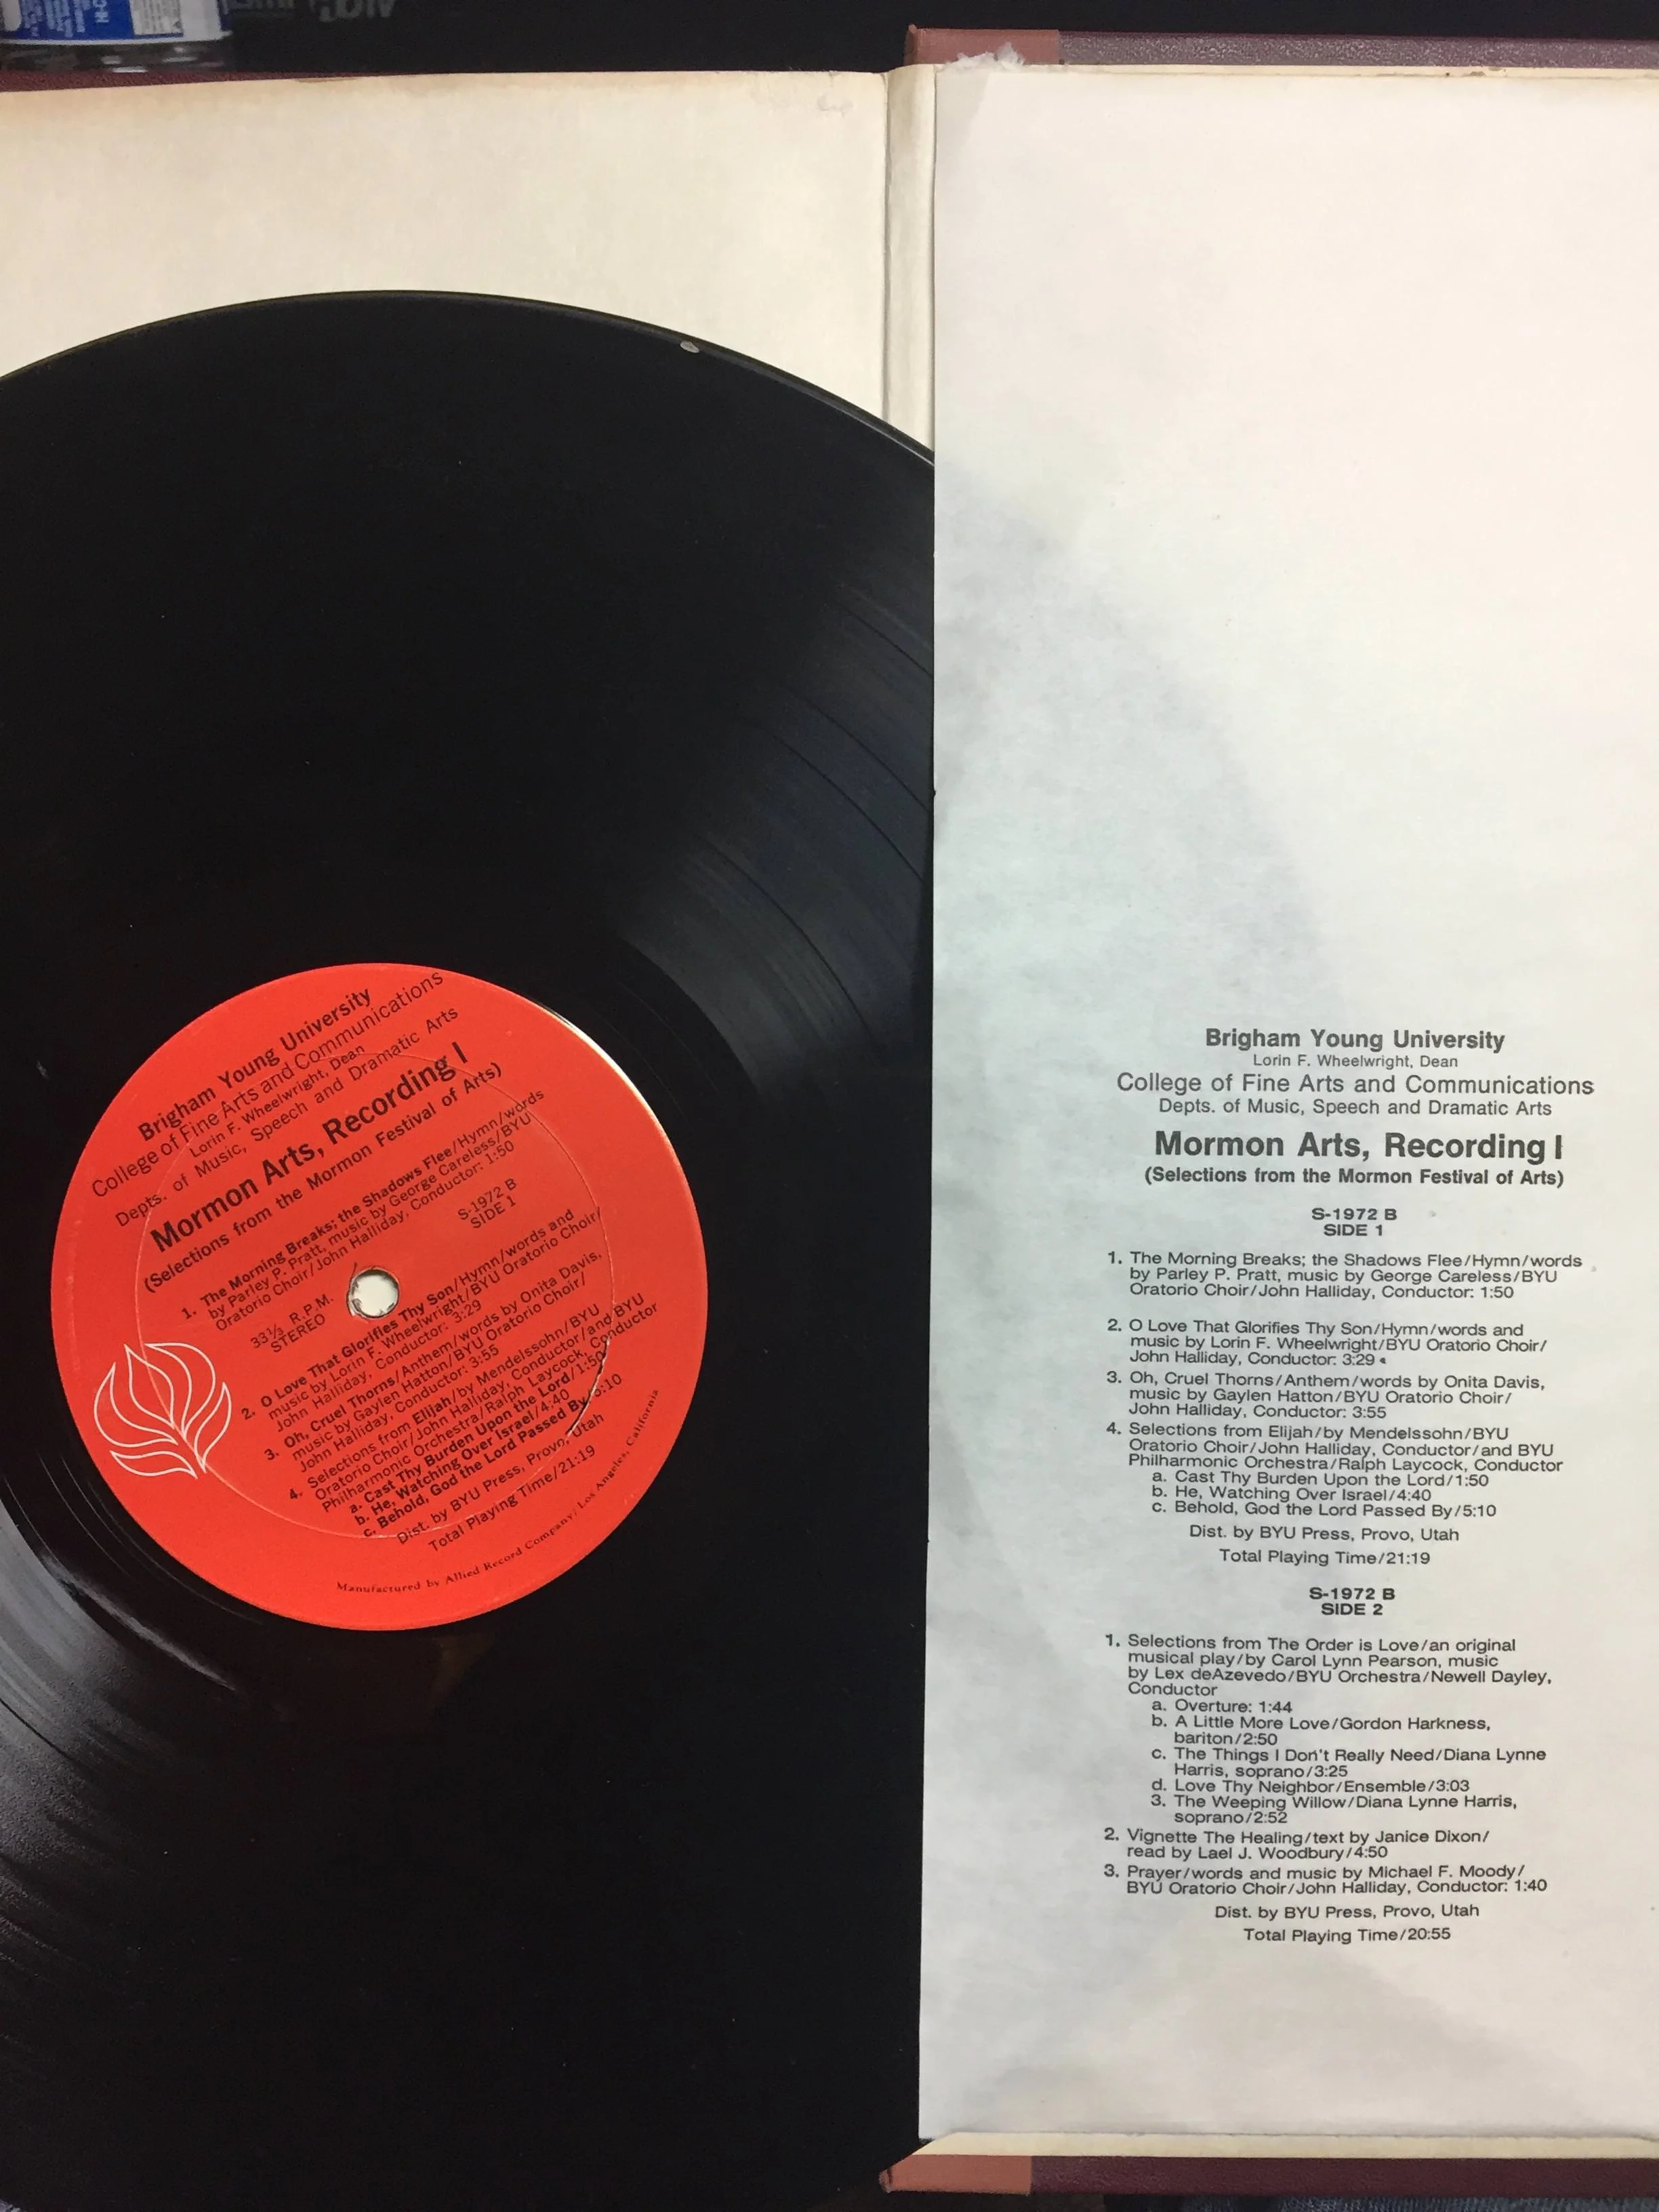 Brigham Young University
College of Fine Arts and Communications
Lorin F. Wheelwright, Dean
Depts. of Music, Speech and Dramatic Arts
Mormon Arts, Recording I
(Selections from the Mormon Festival of Arts)
1. The Morning Breaks; the Shadows Flee/Hymn/words
by Parley P. Pratt, music by George Careless/BYU
Oratorio Choir/John Halliday, Conductor: 1:50
33⅓ R.P.M.
STEREO
S-1972 B
SIDE 1
2. O Love That Glorifies Thy Son/Hymn/words and
music by Lorin F. Wheelwright/BYU Oratorio Choir/
John Halliday, Conductor: 3:29
3. Oh, Cruel Thorns/Anthem/words by Onita Davis,
music by Gaylen Hatton/BYU Oratorio Choir/
John Halliday, Conductor: 3:55
4. Selections from Elijah/by Mendelssohn/BYU
Oratorio Choir/John Halliday, Conductor/and BYU
Philharmonic Orchestra/Ralph Laycock, Conductor
a. Cast Thy Burden Upon the Lord/1:50
b. He, Watching Over Israel/4:40
c. Behold, God the Lord Passed By/5:10
Dist. by BYU Press, Provo, Utah
Total Playing Time/21:19
Manufactured by Allied Record Company/Los Angeles, California
Brigham Young University
Lorin F. Wheelwright, Dean
College of Fine Arts and Communications
Depts. of Music, Speech and Dramatic Arts
Mormon Arts, Recording I
(Selections from the Mormon Festival of Arts)
S-1972 B
SIDE 1
1. The Morning Breaks; the Shadows Flee/Hymn/words
by Parley P. Pratt, music by George Careless/BYU
Oratorio Choir/John Halliday, Conductor: 1:50
2. O Love That Glorifies Thy Son/Hymn/words and
music by Lorin F. Wheelwright/BYU Oratorio Choir/
John Halliday, Conductor: 3:29
3. Oh, Cruel Thorns/Anthem/words by Onita Davis,
music by Gaylen Hatton/BYU Oratorio Choir/
John Halliday, Conductor: 3:55
4. Selections from Elijah/by Mendelssohn/BYU
Oratorio Choir/John Halliday, Conductor/and BYU
Philharmonic Orchestra/Ralph Laycock, Conductor
a. Cast Thy Burden Upon the Lord/1:50
b. He, Watching Over Israel/4:40
c. Behold, God the Lord Passed By/5:10
Dist. by BYU Press, Provo, Utah
Total Playing Time/21:19
S-1972 B
SIDE 2
1. Selections from The Order is Love/an original
musical play/by Carol Lynn Pearson, music
by Lex deAzevedo/BYU Orchestra/Newell Dayley,
Conductor
a. Overture: 1:44
b. A Little More Love/Gordon Harkness,
bariton/2:50
c. The Things I Don't Really Need/Diana Lynne
Harris, soprano/3:25
d. Love Thy Neighbor/Ensemble/3:03
3. The Weeping Willow/Diana Lynne Harris,
soprano/2:52
2. Vignette The Healing/text by Janice Dixon/
read by Lael J. Woodbury/4:50
3. Prayer/words and music by Michael F. Moody/
BYU Oratorio Choir/John Halliday, Conductor: 1:40
Dist. by BYU Press, Provo, Utah
Total Playing Time/20:55